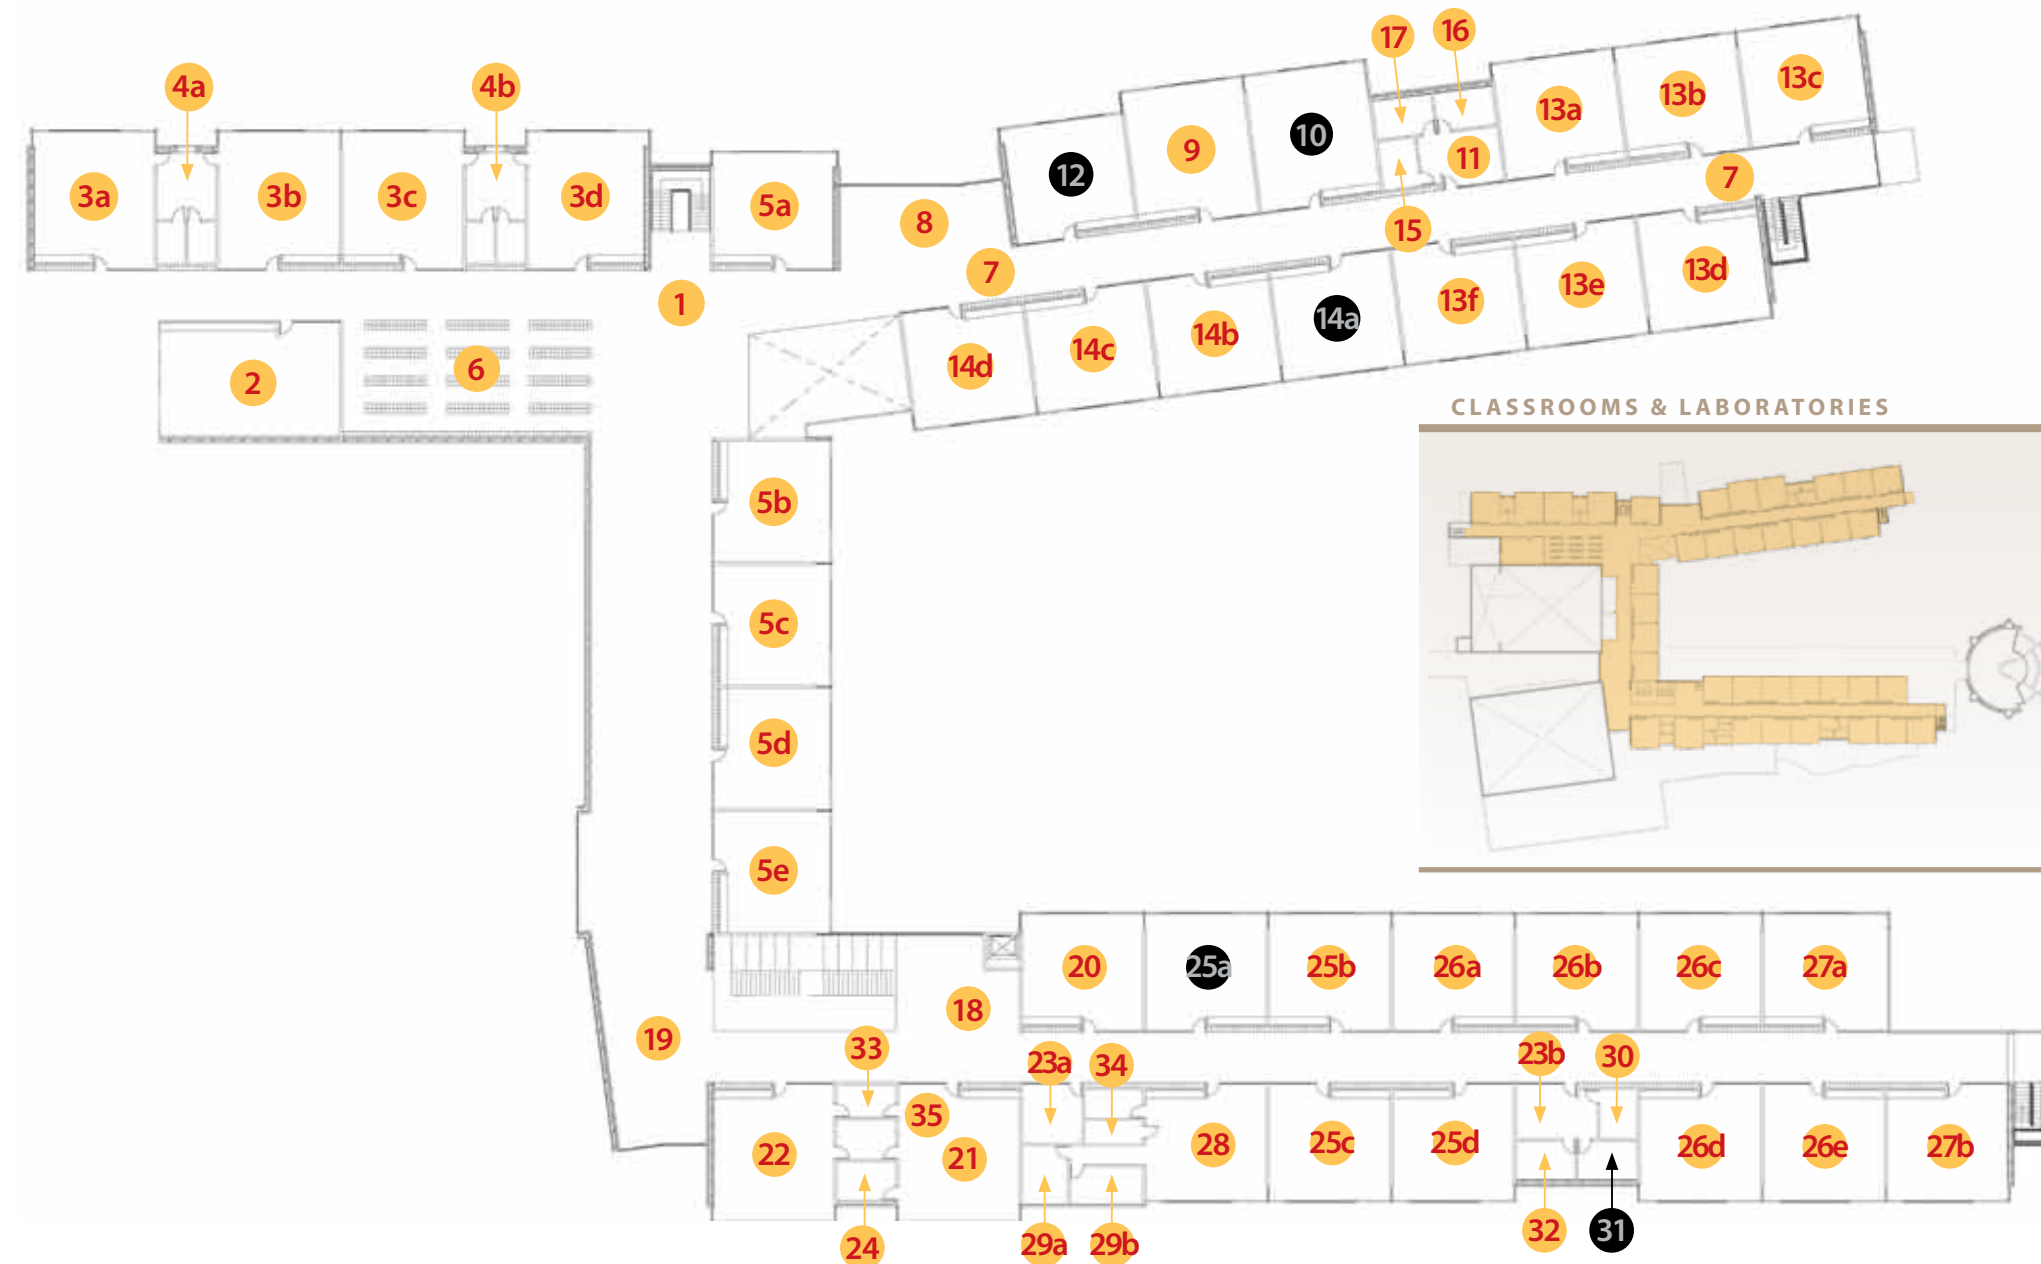 17 16
4a 4b 13a 13b 13c
12 9 10 11
3a 3b 3c 3d 5a 8 15 7
7
1 14d 14c 14b 14a 13f 13e 13d
2 6
CLASSROOMS & LABORATORIES
5b
5c
5d
5e
20 25a 25b 26a 26b 26c 27a
18
19 33 23a 34 23b 30
35
22 21 28 25c 25d 26d 26e 27b
24 29a 29b 32 31